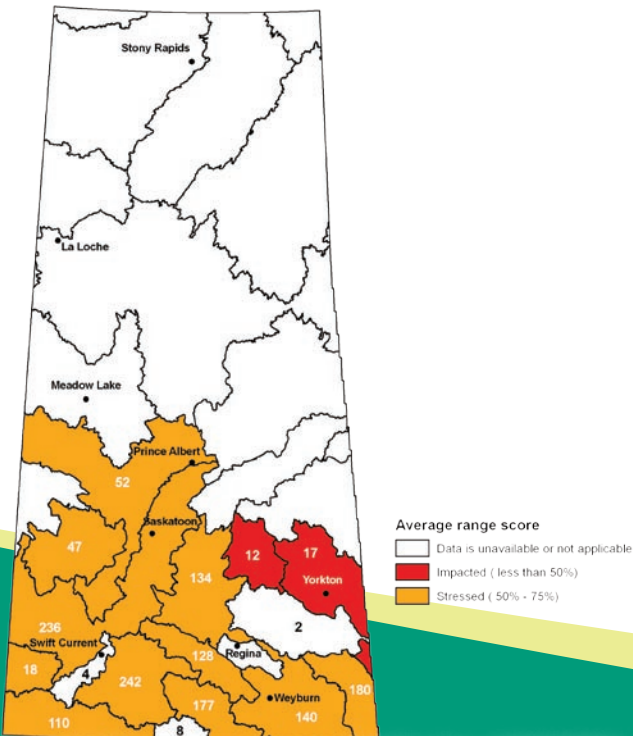 Stony Rapids
La Loche
Meadow Lake
Prince Albert
52
Saskatoon
Average range score
Data is unavailable or not applicable
47
12
17
Impacted ( less than 50%)
134
Yorkton
Stressed ( 50% - 75%)
236
2
Swift Current
128
Regina
18
4
242
180
177
Weyburn
110
140
8